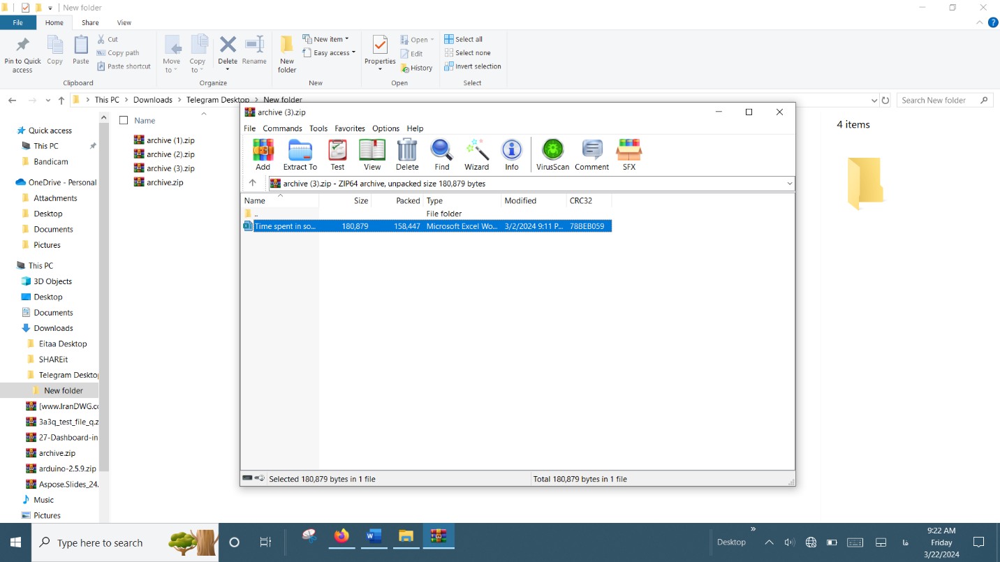 New folder
File
Home
Share
View
Pin to Quick access
Copy
Paste
Cut
Copy path
Paste shortcut
Clipboard
Move to
Copy to
Delete
Rename
Organize
New folder
New item
Easy access
New
Properties
Open
Edit
History
Open
Select all
Select none
Invert selection
Select
This PC > Downloads > Telegram Desktop > New folder
Search New folder
Quick access
This PC
Bandicam
OneDrive - Personal
Attachments
Desktop
Documents
Pictures
This PC
3D Objects
Desktop
Documents
Downloads
Eitaa Desktop
SHAREit
Telegram Deskto
New folder
[www.IranDWG.co
3a3q_test_file_q.z
27-Dashboard-in
archive.zip
arduino-2.5.9.zip
Aspose.Slides_24.
Music
Pictures
Name
archive (1).zip
archive (2).zip
archive (3).zip
archive.zip
4 items
archive (3).zip
File Commands Tools Favorites Options Help
Add Extract To Test View Delete Find Wizard Info VirusScan Comment SFX
archive (3).zip - ZIP64 archive, unpacked size 180,879 bytes
Name Size Packed Type Modified CRC32
.. File folder
Time spent in so... 180,879 158,447 Microsoft Excel Wo... 3/2/2024 9:11 P... 78BEB059
Selected 180,879 bytes in 1 file
Total 180,879 bytes in 1 file
Type here to search
Desktop
فا
9:22 AM
Friday
3/22/2024